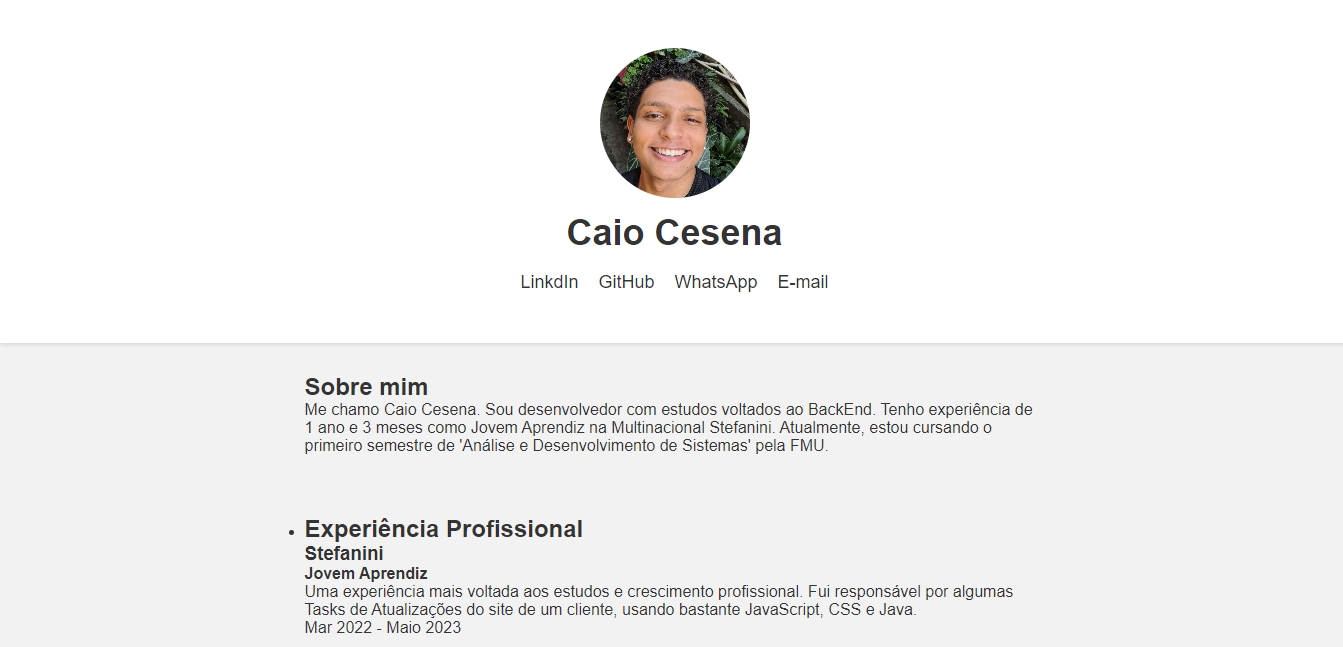 Caio Cesena
LinkdIn GitHub WhatsApp E-mail
Sobre mim
Me chamo Caio Cesena. Sou desenvolvedor com estudos voltados ao BackEnd. Tenho experiência de
1 ano e 3 meses como Jovem Aprendiz na Multinacional Stefanini. Atualmente, estou cursando o
primeiro semestre de 'Análise e Desenvolvimento de Sistemas' pela FMU.
• Experiência Profissional
Stefanini
Jovem Aprendiz
Uma experiência mais voltada aos estudos e crescimento profissional. Fui responsável por algumas
Tasks de Atualizações do site de um cliente, usando bastante JavaScript, CSS e Java.
Mar 2022 - Maio 2023